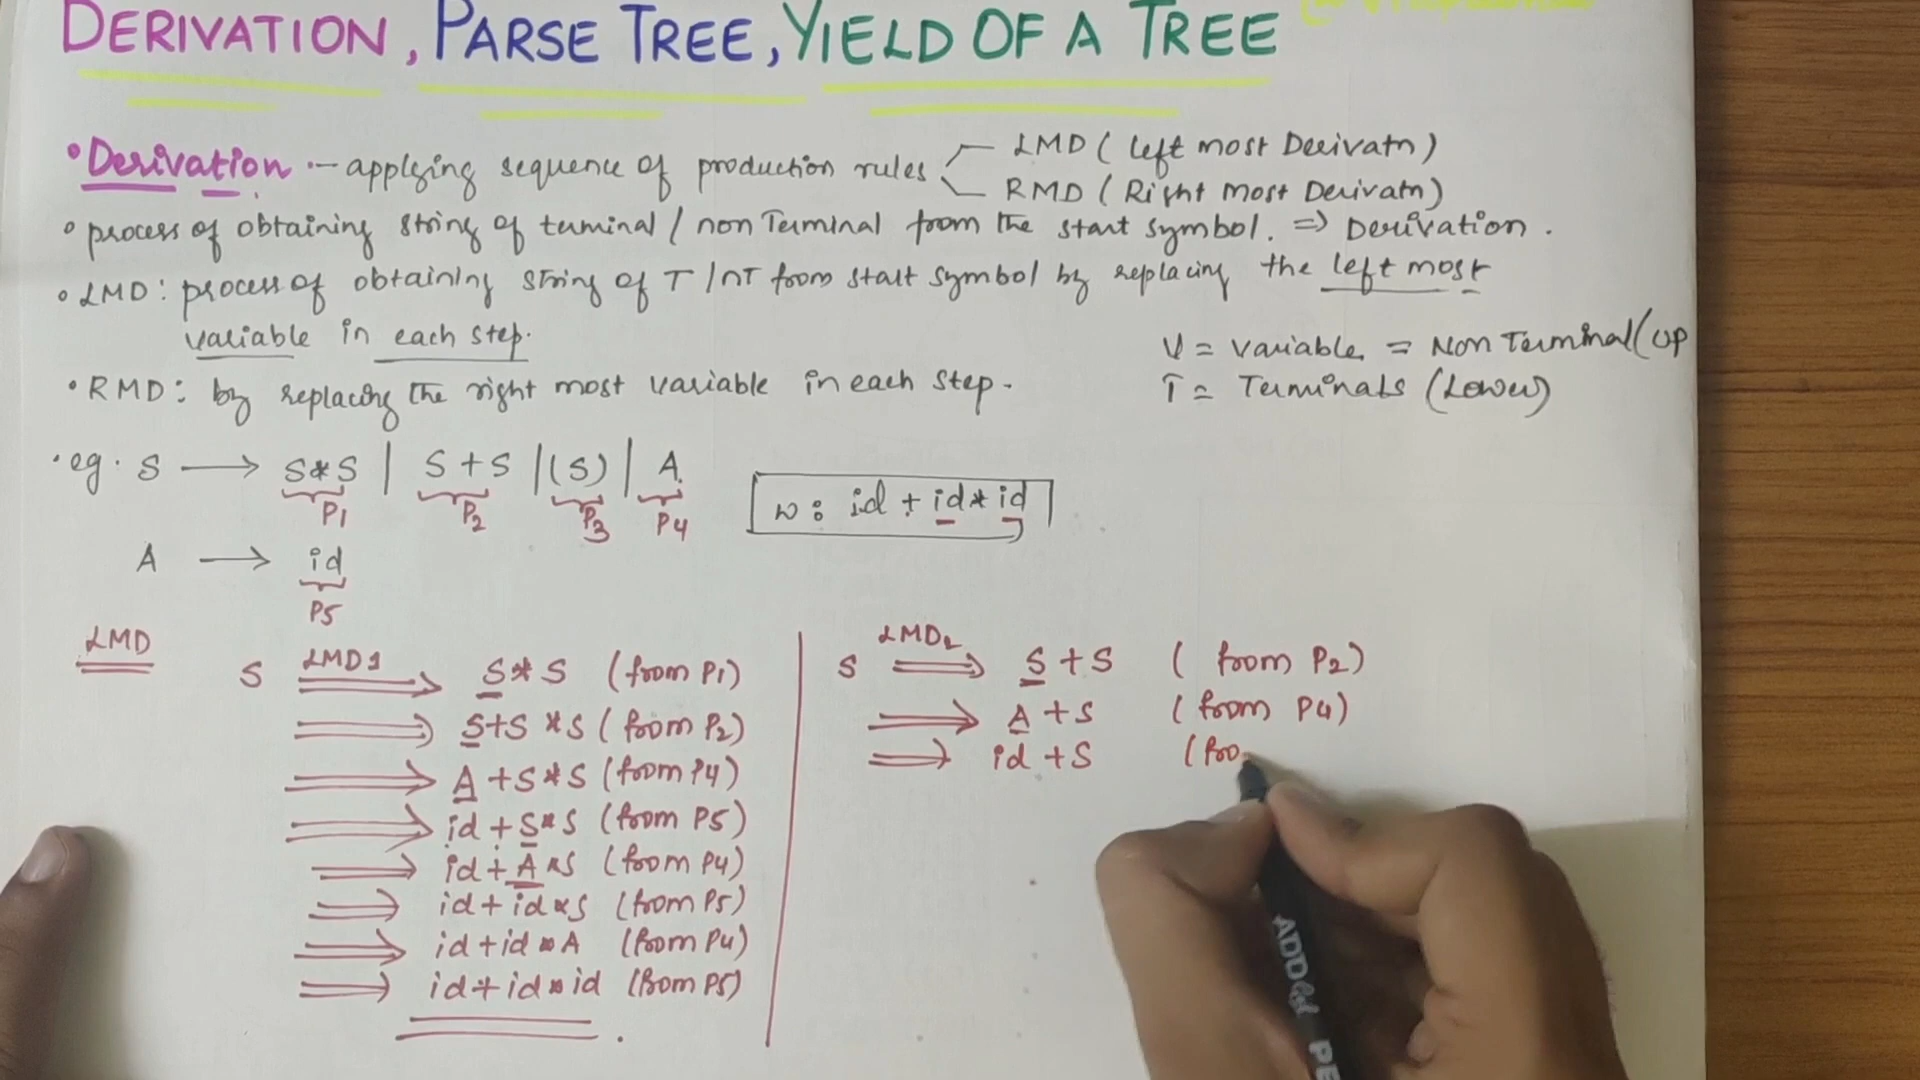 DERIVATION, PARSE TREE, YIELD OF A TREE
• Derivation :- applying sequence of production rules
LMD ( left most Derivatn )
RMD ( Right most Derivatn )
• process of obtaining string of terminal / non Terminal from the start symbol. => Derivation .
• LMD : process of obtaining string of T / NT from start symbol by replacing the left most
variable in each step.
V = variable = Non Terminal (up
• RMD : by replacing the right most variable in each step.
T = Terminals (Lower)
• eg. S → S*S | S+S | (S) | A
P1 P2 P3 P4
w : id + id * id
A → id
P5
LMD
S LMD1 => S*S (from P1)
=> S+S *S ( from P2)
=> A +S*S (from P4)
=> id + S*S (from P5)
=> id + A*S (from P4)
=> id + id*S (from P5)
=> id + id * A (from P4)
=> id + id * id (from P5)
S LMD2 => S + S ( from P2)
=> A + S ( from P4)
=> id + S (fro
ADDGel PE